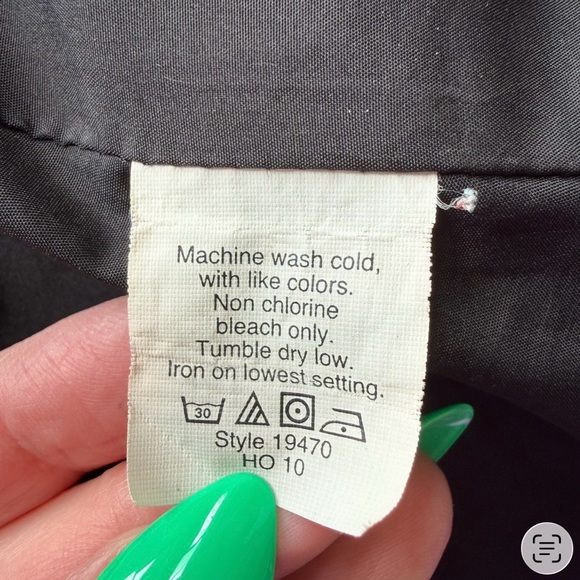 Machine wash cold,
with like colors.
Non chlorine
bleach only.
Tumble dry low.
Iron on lowest setting.
30
Style 19470
HO 10